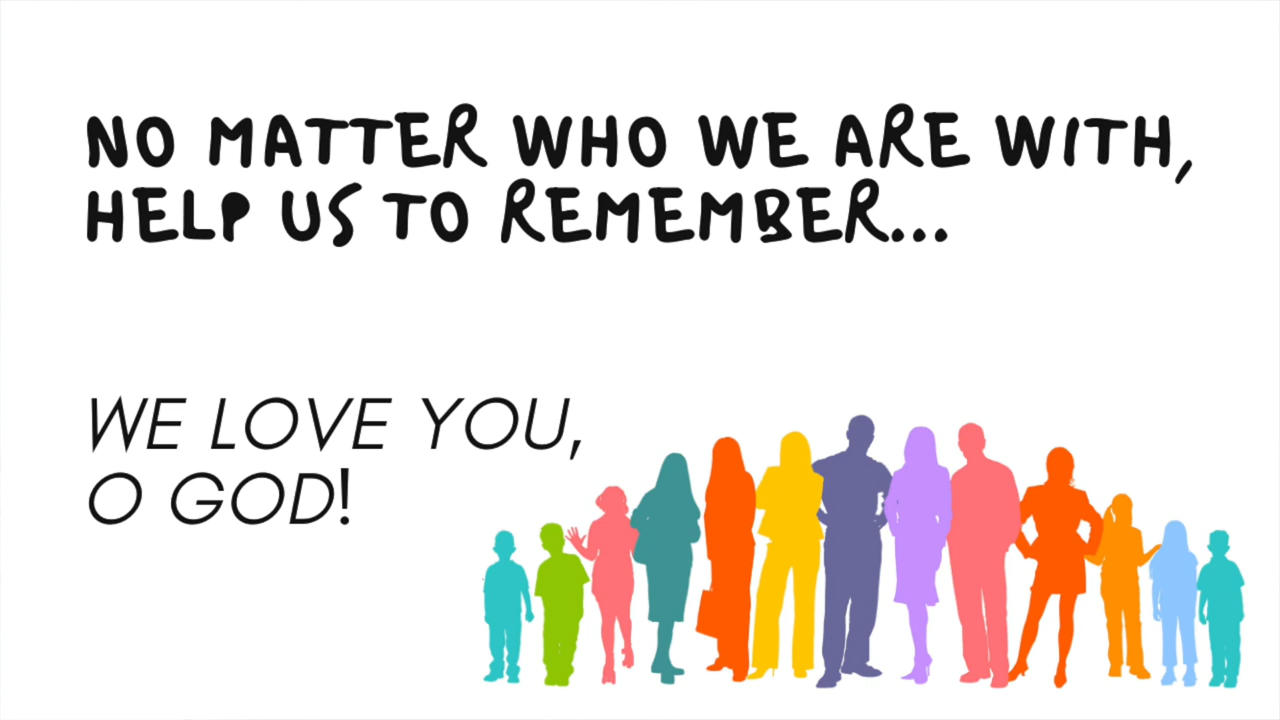 NO MATTER WHO WE ARE WITH,
HELP US TO REMEMBER...
WE LOVE YOU,
O GOD!